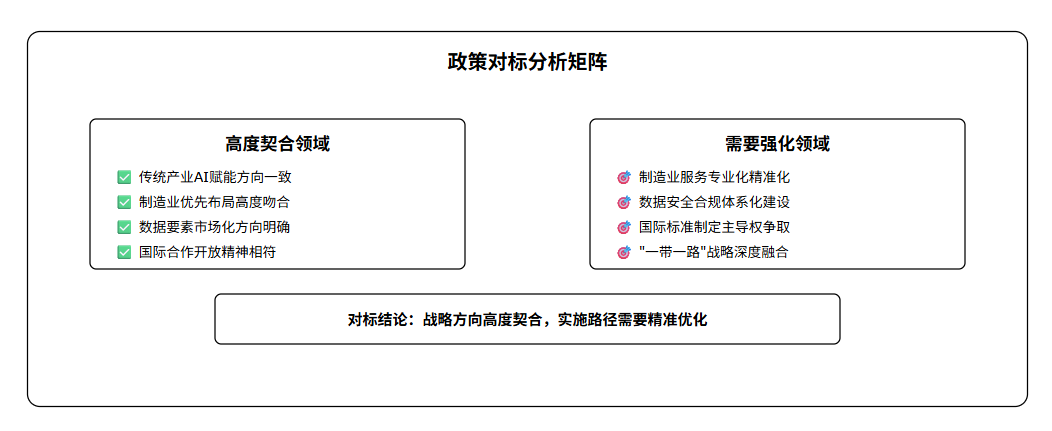 政策对标分析矩阵
高度契合领域
✅ 传统产业AI赋能方向一致
✅ 制造业优先布局高度吻合
✅ 数据要素市场化方向明确
✅ 国际合作开放精神相符
需要强化领域
🎯 制造业服务专业化精准化
🎯 数据安全合规体系化建设
🎯 国际标准制定主导权争取
🎯 "一带一路"战略深度融合
对标结论：战略方向高度契合，实施路径需要精准优化